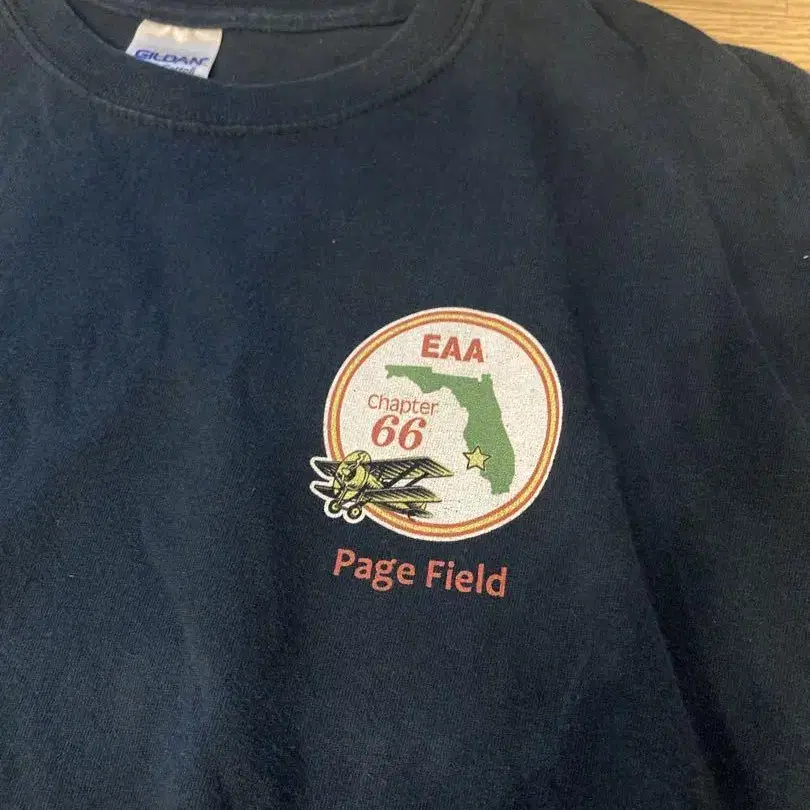 GILDAN
EAA
Chapter
66
Page Field